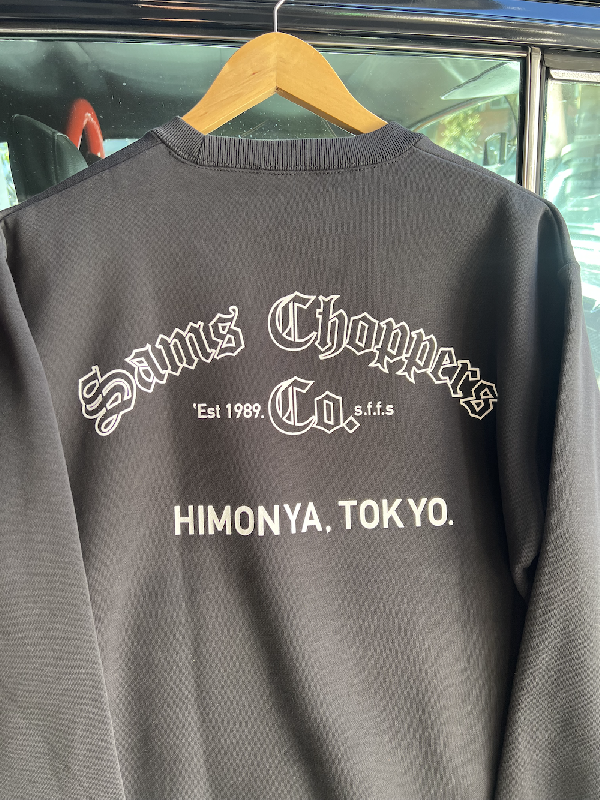 Sams Choppers
'Est 1989. Co. s.f.f.s
HIMONYA, TOKYO.